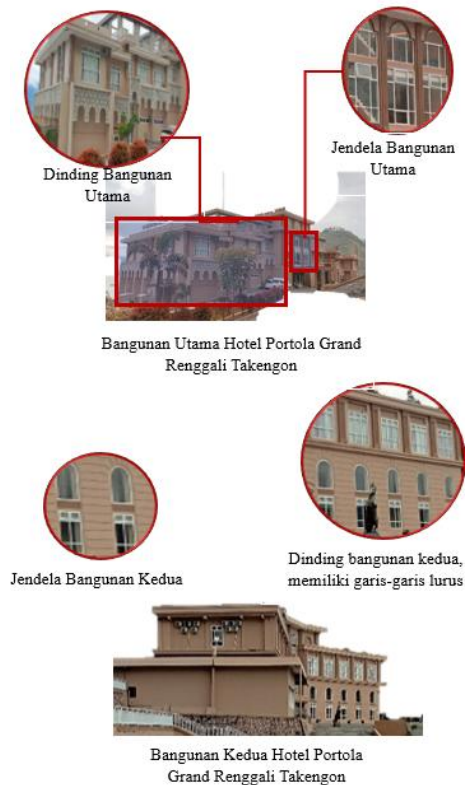 Dinding Bangunan
Utama
Jendela Bangunan
Utama
Bangunan Utama Hotel Portola Grand
Renggali Takengon
Jendela Bangunan Kedua
Dinding bangunan kedua,
memiliki garis-garis lurus
Bangunan Kedua Hotel Portola
Grand Renggali Takengon